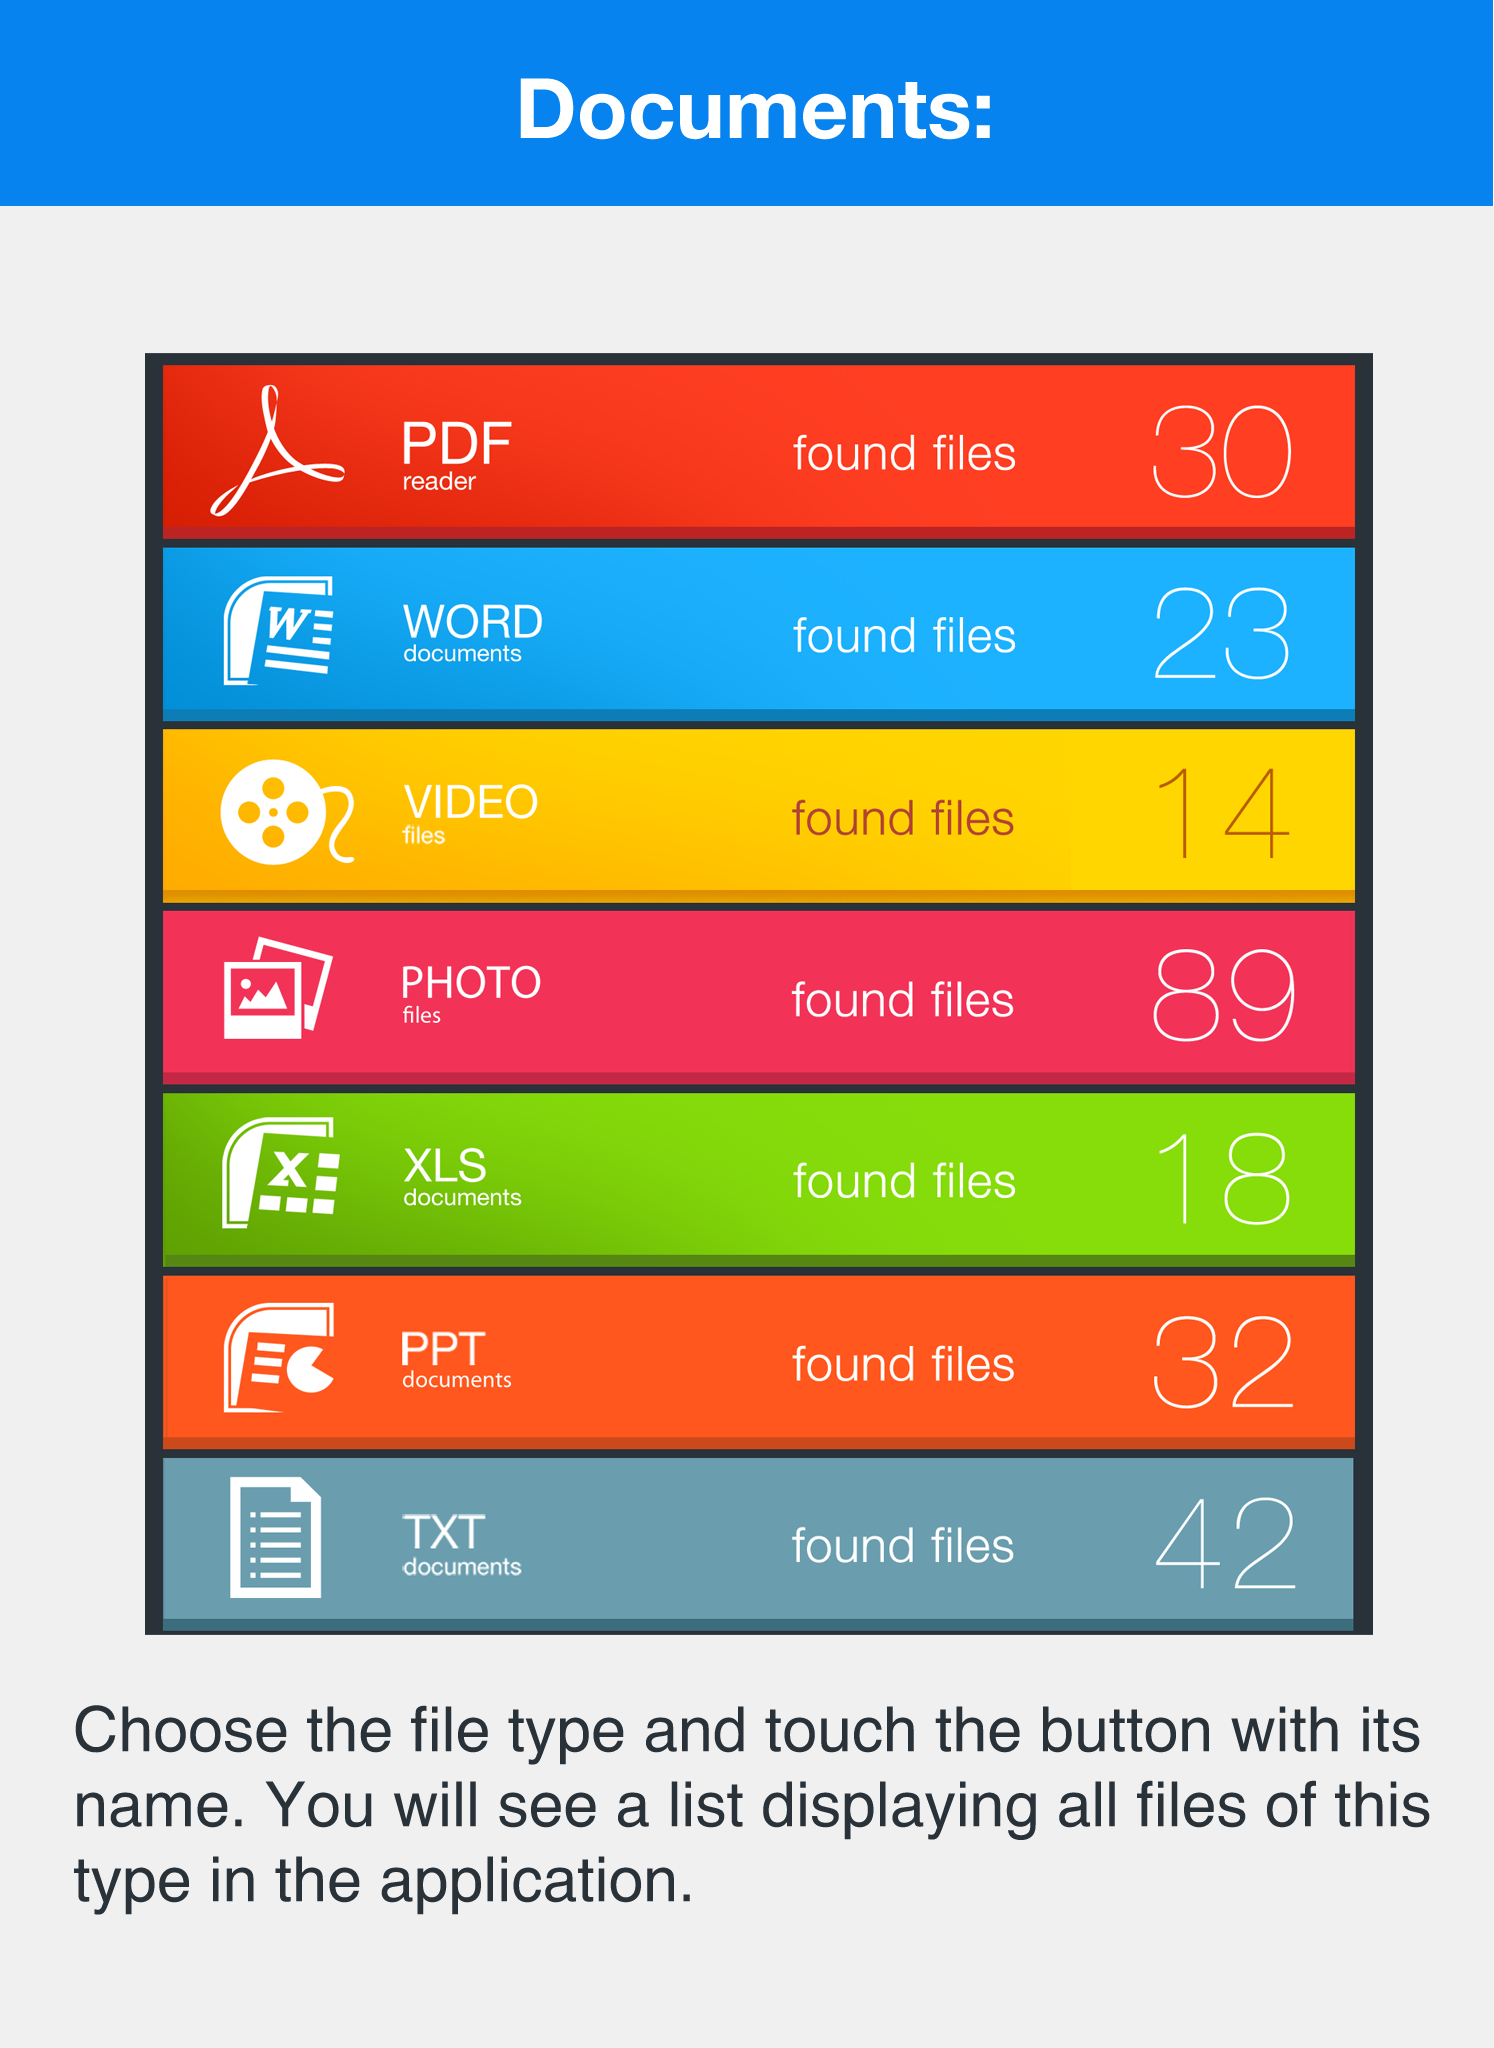 Documents:
PDF found files 30
reader
WORD found files 23
documents
VIDEO found files 14
files
PHOTO found files 89
files
XLS found files 18
documents
PPT found files 32
documents
TXT found files 42
documents
Choose the file type and touch the button with its
name. You will see a list displaying all files of this
type in the application.